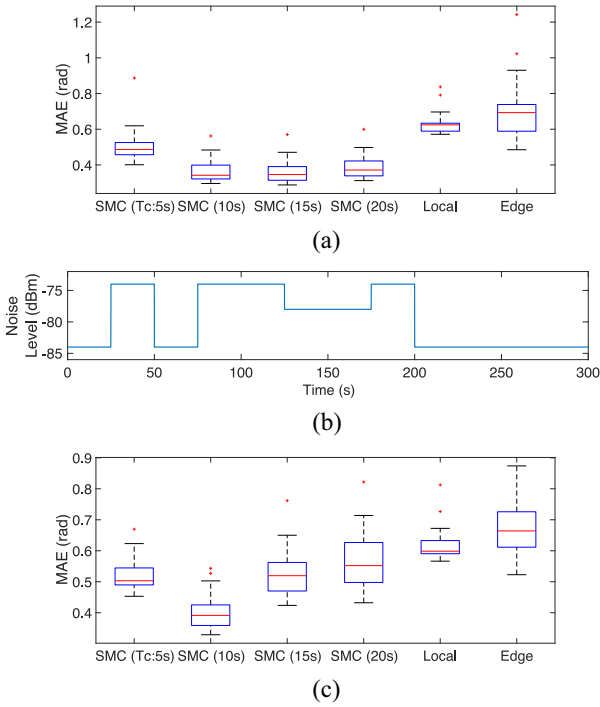 1.2
1
0.8
0.6
0.4
MAE (rad)
SMC (Tc:5s) SMC (10s) SMC (15s) SMC (20s) Local Edge
(a)
-75
-80
-85
Noise
Level (dBm)
0 50 100 150 200 250 300
Time (s)
(b)
0.9
0.8
0.7
0.6
0.5
0.4
MAE (rad)
SMC (Tc:5s) SMC (10s) SMC (15s) SMC (20s) Local Edge
(c)